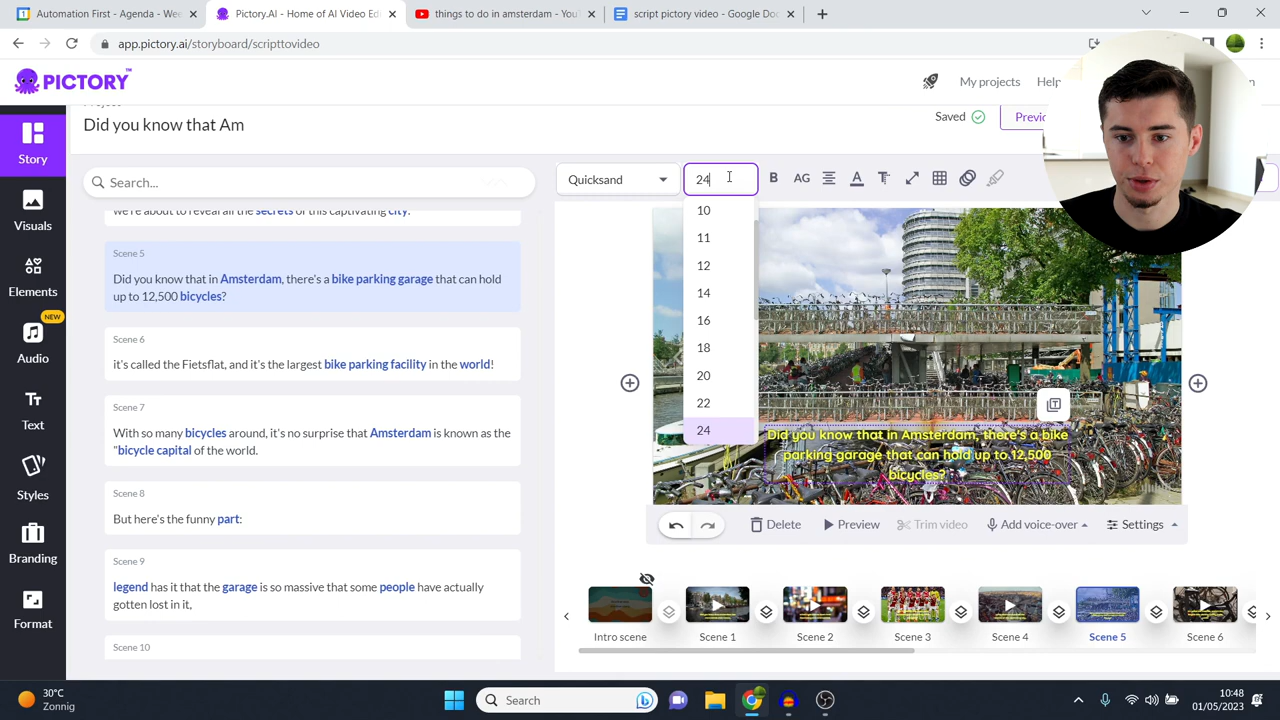 Automation First - Agenda - Wee
Pictory.AI - Home of AI Video Edi
things to do in amsterdam - YouT
script pictory video - Google Doc
app.pictory.ai/storyboard/scripttovideo
PICTORY
My projects
Help
Did you know that Am
Saved
Previ
Story
Visuals
Elements
NEW
Audio
Text
Styles
Branding
Format
Search...
we're about to reveal all the secrets of this captivating city.
Scene 5
Did you know that in Amsterdam, there's a bike parking garage that can hold
up to 12,500 bicycles?
Scene 6
it's called the Fietsflat, and it's the largest bike parking facility in the world!
Scene 7
With so many bicycles around, it's no surprise that Amsterdam is known as the
"bicycle capital of the world.
Scene 8
But here's the funny part:
Scene 9
legend has it that the garage is so massive that some people have actually
gotten lost in it,
Scene 10
Quicksand
24
B
AG
10
11
12
14
16
18
20
22
24
Did you know that in Amsterdam, there's a bike
parking garage that can hold up to 12,500
bicycles?
Delete
Preview
Trim video
Add voice-over
Settings
Intro scene
Scene 1
Scene 2
Scene 3
Scene 4
Scene 5
Scene 6
30°C
Zonnig
Search
10:48
01/05/2023